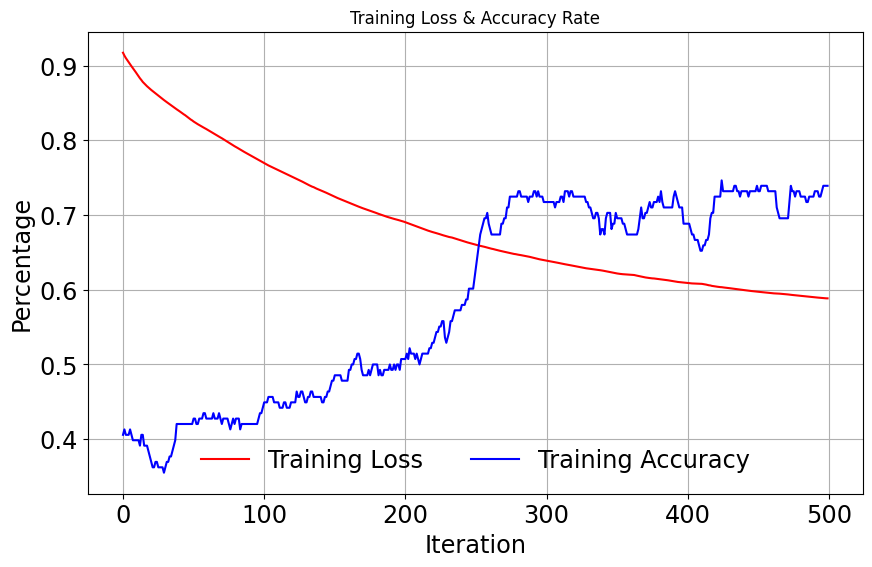 Training Loss & Accuracy Rate
Percentage
0.9
0.8
0.7
0.6
0.5
0.4
Training Loss
Training Accuracy
0 100 200 300 400 500
Iteration